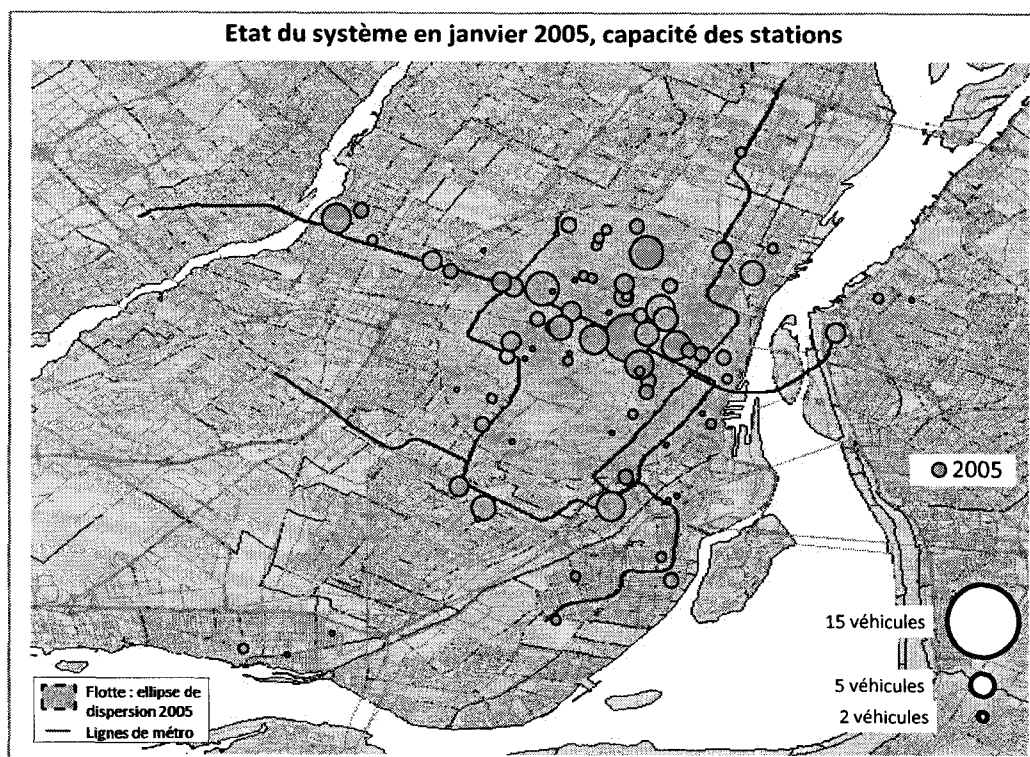 Etat du système en janvier 2005, capacité des stations
2005
15 véhicules
5 véhicules
2 véhicules
Flotte : ellipse de
dispersion 2005
Lignes de métro